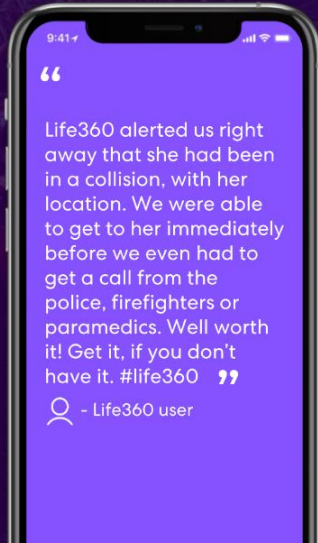 9:41
“
Life360 alerted us right
away that she had been
in a collision, with her
location. We were able
to get to her immediately
before we even had to
get a call from the
police, firefighters or
paramedics. Well worth
it! Get it, if you don’t
have it. #life360 ”
- Life360 user